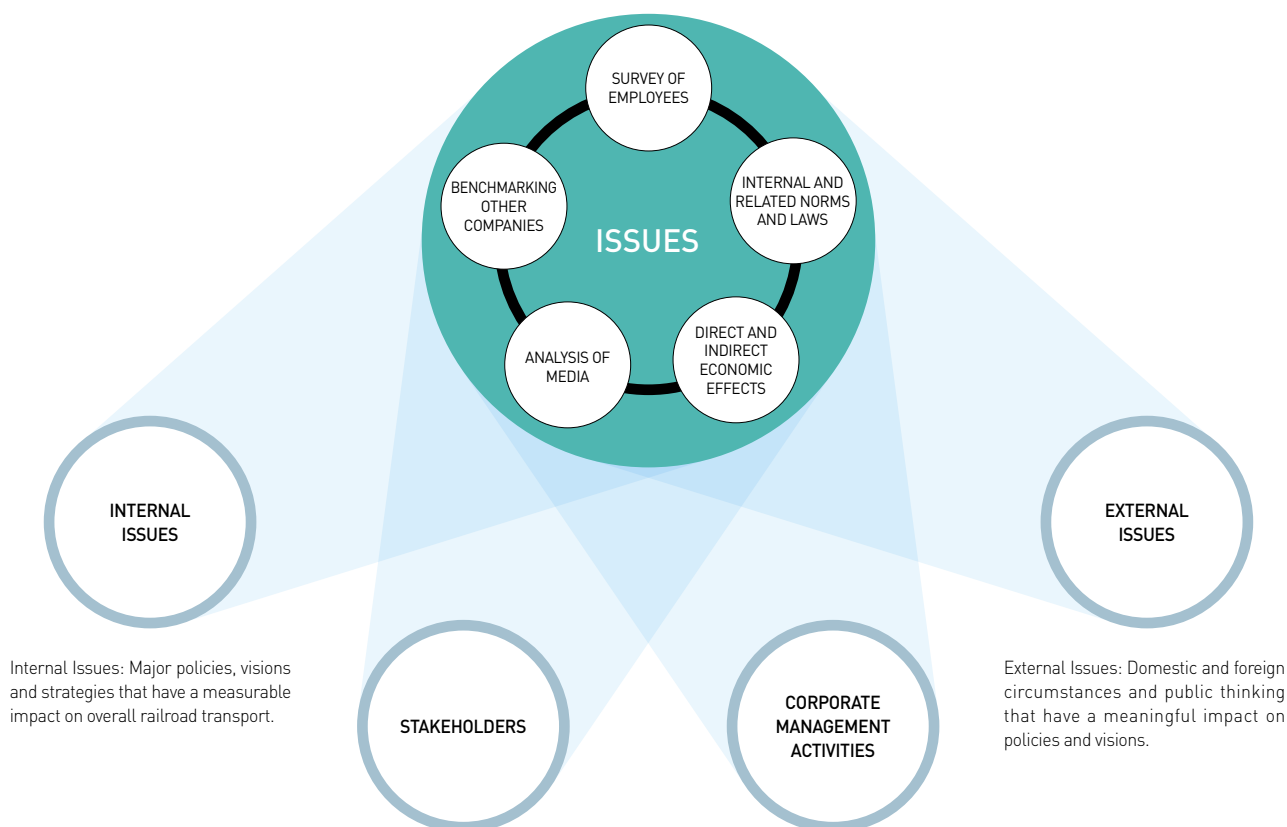 SURVEY OF
EMPLOYEES
BENCHMARKING
OTHER
COMPANIES
INTERNAL AND
RELATED NORMS
AND LAWS
ISSUES
ANALYSIS OF
MEDIA
DIRECT AND
INDIRECT
ECONOMIC
EFFECTS
INTERNAL
ISSUES
EXTERNAL
ISSUES
Internal Issues: Major policies, visions
and strategies that have a measurable
impact on overall railroad transport.
STAKEHOLDERS
CORPORATE
MANAGEMENT
ACTIVITIES
External Issues: Domestic and foreign
circumstances and public thinking
that have a meaningful impact on
policies and visions.